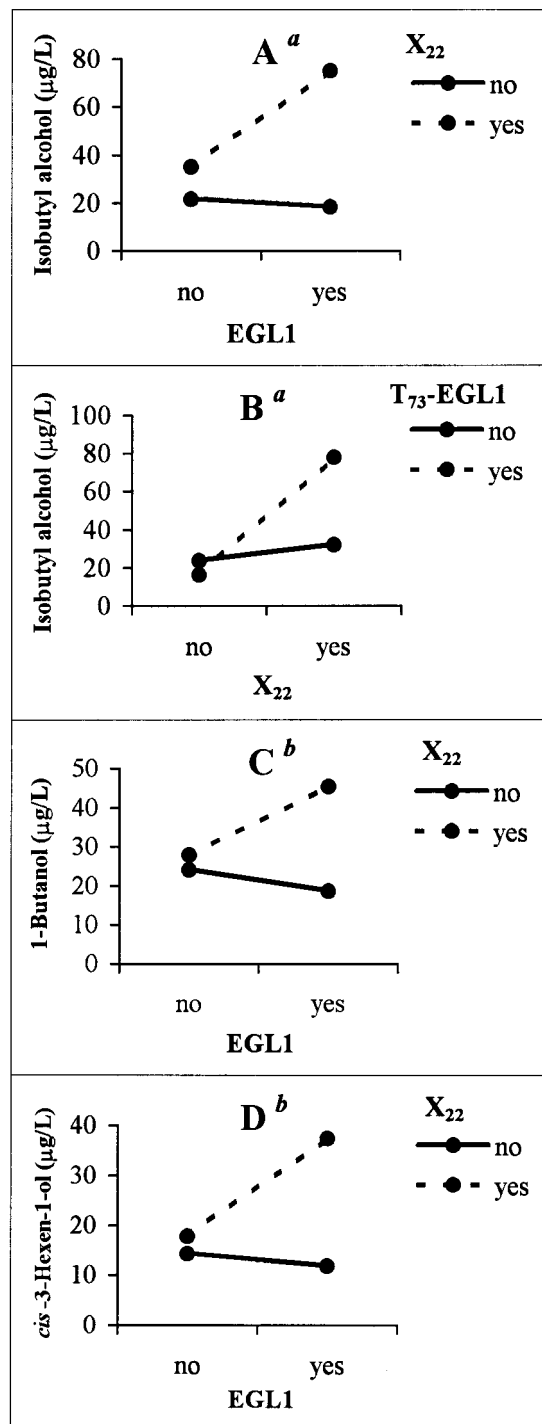 A a
X22
no
yes
Isobutyl alcohol (µg/L)
80
60
40
20
0
no yes
EGL1
B a
T73-EGL1
no
yes
Isobutyl alcohol (µg/L)
100
80
60
40
20
0
no yes
X22
C b
X22
no
yes
1-Butanol (µg/L)
50
40
30
20
10
0
no yes
EGL1
D b
X22
no
yes
cis-3-Hexen-1-ol (µg/L)
40
30
20
10
0
no yes
EGL1